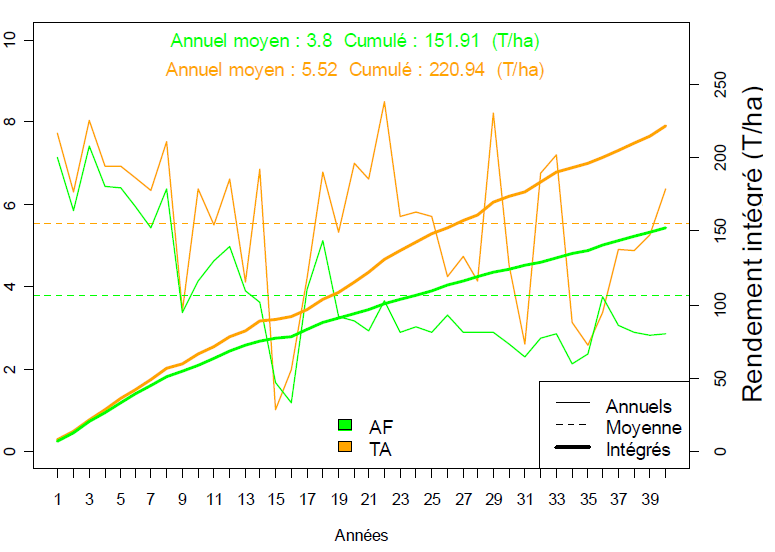 Annuel moyen : 3.8 Cumulé : 151.91 (T/ha)
Annuel moyen : 5.52 Cumulé : 220.94 (T/ha)
10
8
6
4
2
0
250
200
150
100
50
0
Rendement intégré (T/ha)
AF
TA
Annuels
Moyenne
Intégrés
1 3 5 7 9 11 13 15 17 19 21 23 25 27 29 31 33 35 37 39
Années